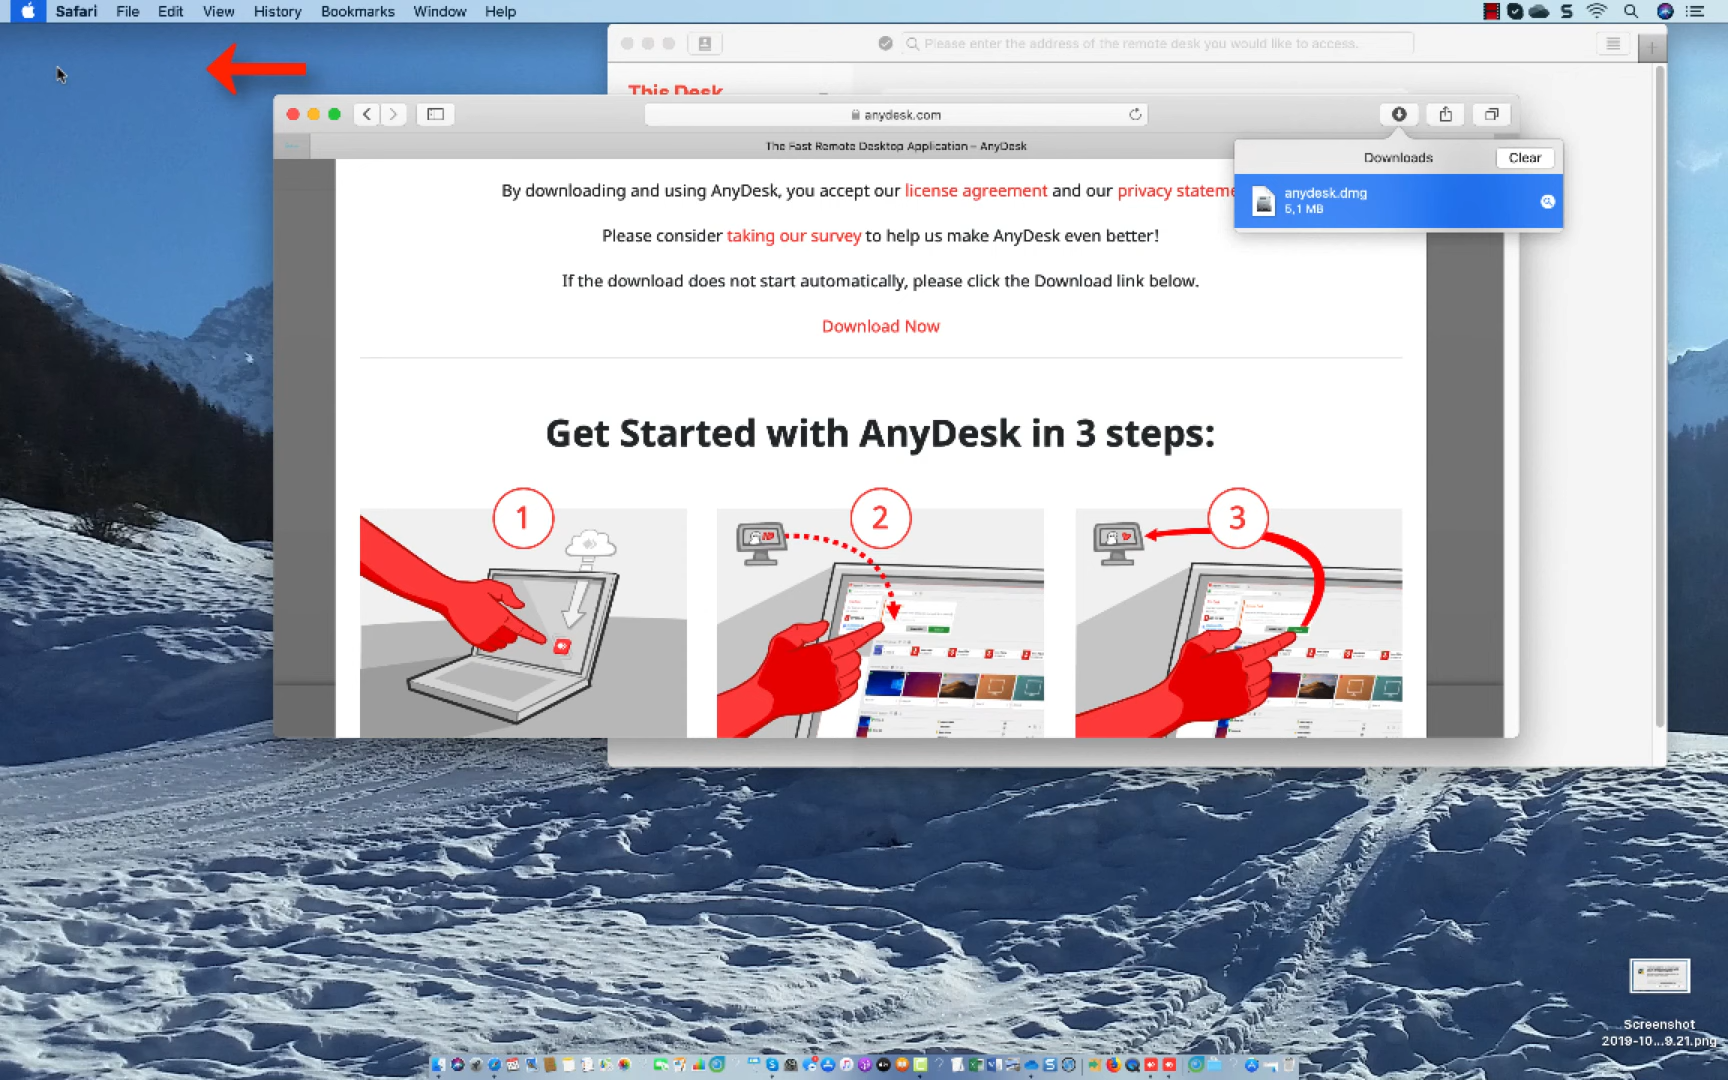 Safari File Edit View History Bookmarks Window Help
Please enter the address of the remote desk you would like to access.
This Desk
anydesk.com
The Fast Remote Desktop Application – AnyDesk
Downloads Clear
anydesk.dmg
5,1 MB
By downloading and using AnyDesk, you accept our license agreement and our privacy stateme
Please consider taking our survey to help us make AnyDesk even better!
If the download does not start automatically, please click the Download link below.
Download Now
Get Started with AnyDesk in 3 steps:
1 2 3
Screenshot
2019-10...9.21.png